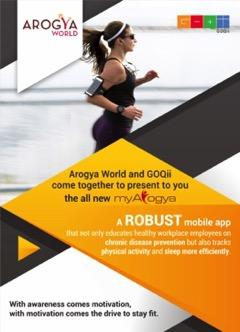 AROGYA
WORLD
GOQii
Arogya World and GOQii
come together to present to you
the all new myArogya
A ROBUST mobile app
that not only educates healthy workplace employees on
chronic disease prevention but also tracks
physical activity and sleep more efficiently.
With awareness comes motivation,
with motivation comes the drive to stay fit.